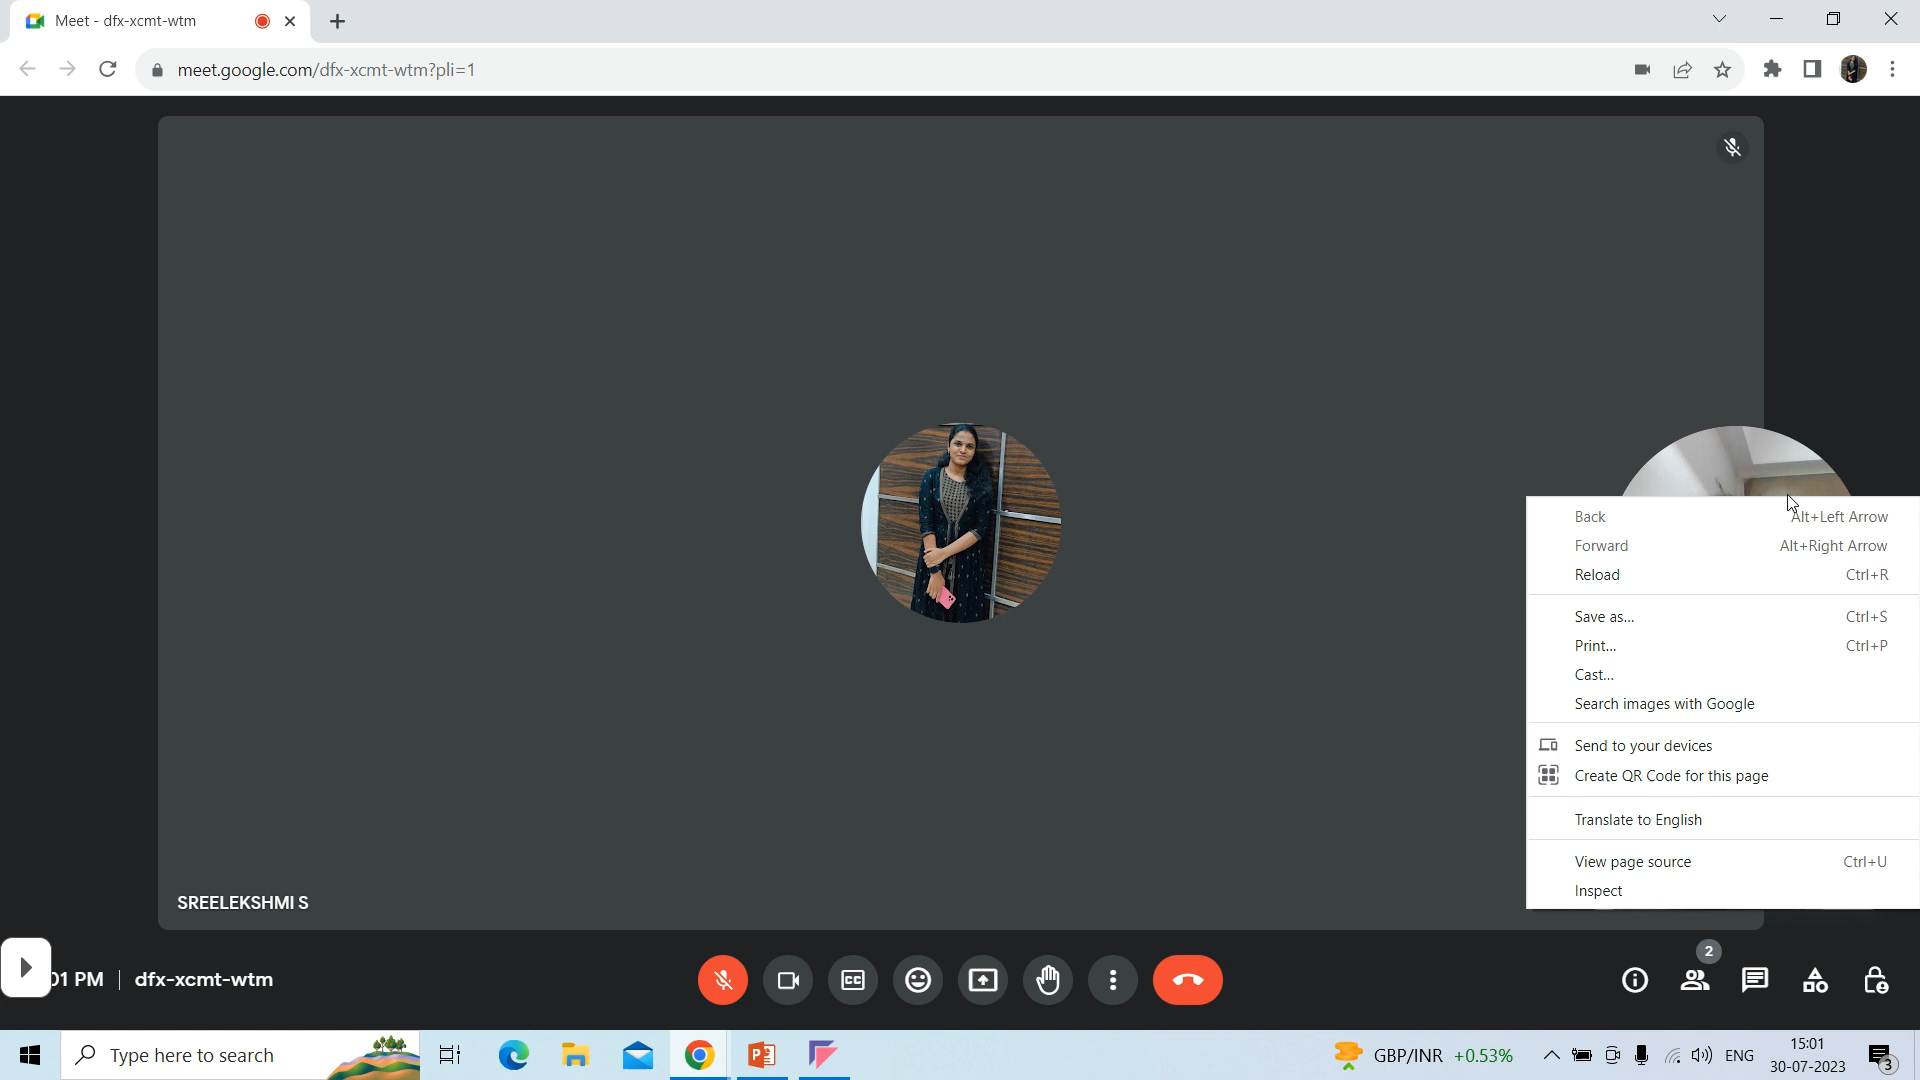 Meet - dfx-xcmt-wtm
meet.google.com/dfx-xcmt-wtm?pli=1
Back Alt+Left Arrow
Forward Alt+Right Arrow
Reload Ctrl+R
Save as... Ctrl+S
Print... Ctrl+P
Cast...
Search images with Google
Send to your devices
Create QR Code for this page
Translate to English
View page source Ctrl+U
Inspect
SREELEKSHMI S
01 PM | dfx-xcmt-wtm
CC
2
Type here to search
GBP/INR +0.53%
ENG
15:01
30-07-2023
3